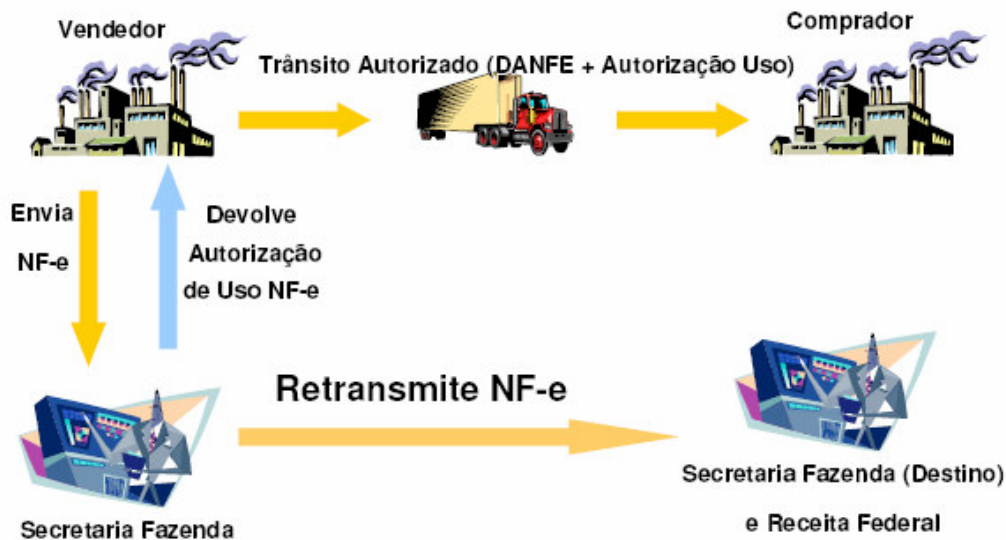 Vendedor
Comprador
Trânsito Autorizado (DANFE + Autorização Uso)
Envia
NF-e
Devolve
Autorização
de Uso NF-e
Retransmite NF-e
Secretaria Fazenda
Secretaria Fazenda (Destino)
e Receita Federal